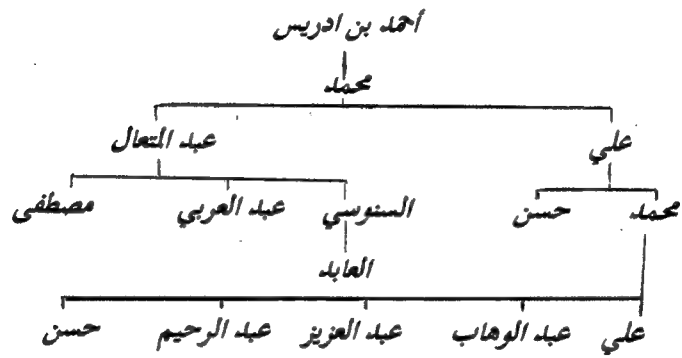 أحمد بن ادريس
محمد
علي عبد المتعال
محمد حسن السنوسي عبد العربي مصطفى
العابد
علي عبد الوهاب عبد العزيز عبد الرحيم حسن